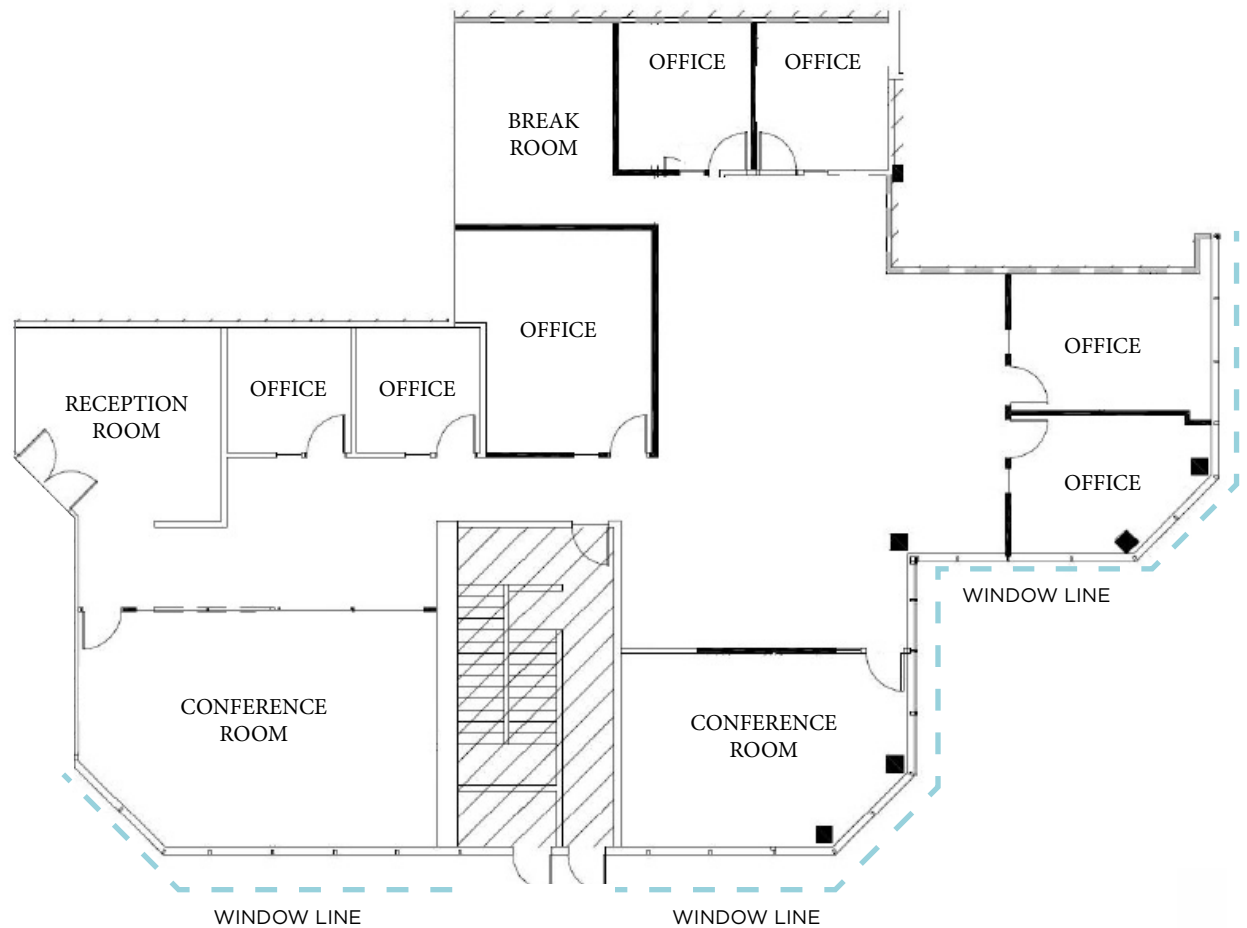 OFFICE
OFFICE
BREAK
ROOM
OFFICE
OFFICE
OFFICE
OFFICE
RECEPTION
ROOM
OFFICE
WINDOW LINE
CONFERENCE
ROOM
CONFERENCE
ROOM
WINDOW LINE
WINDOW LINE